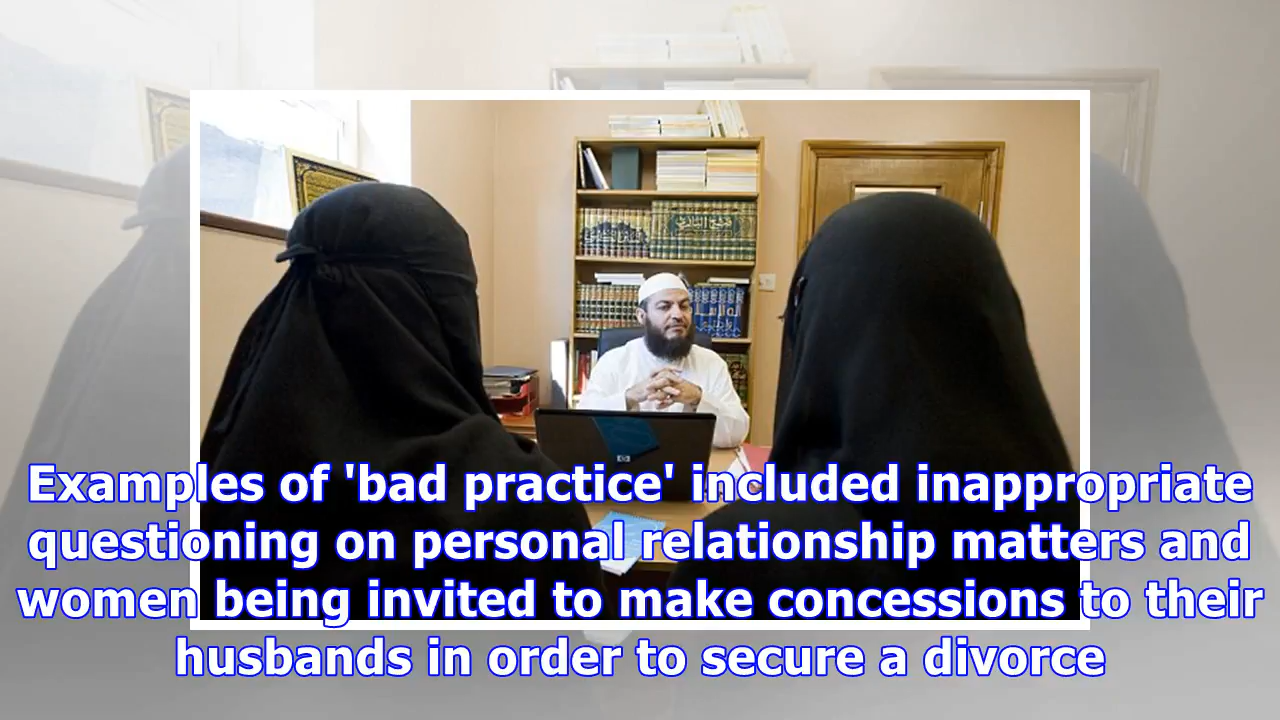 Examples of 'bad practice' included inappropriate
questioning on personal relationship matters and
women being invited to make concessions to their
husbands in order to secure a divorce